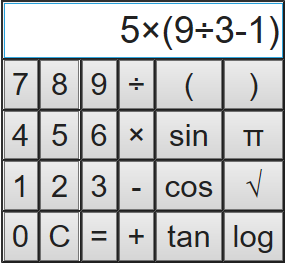 5×(9÷3-1)
7 8 9 ÷ ( )
4 5 6 × sin π
1 2 3 - cos √
0 C = + tan log